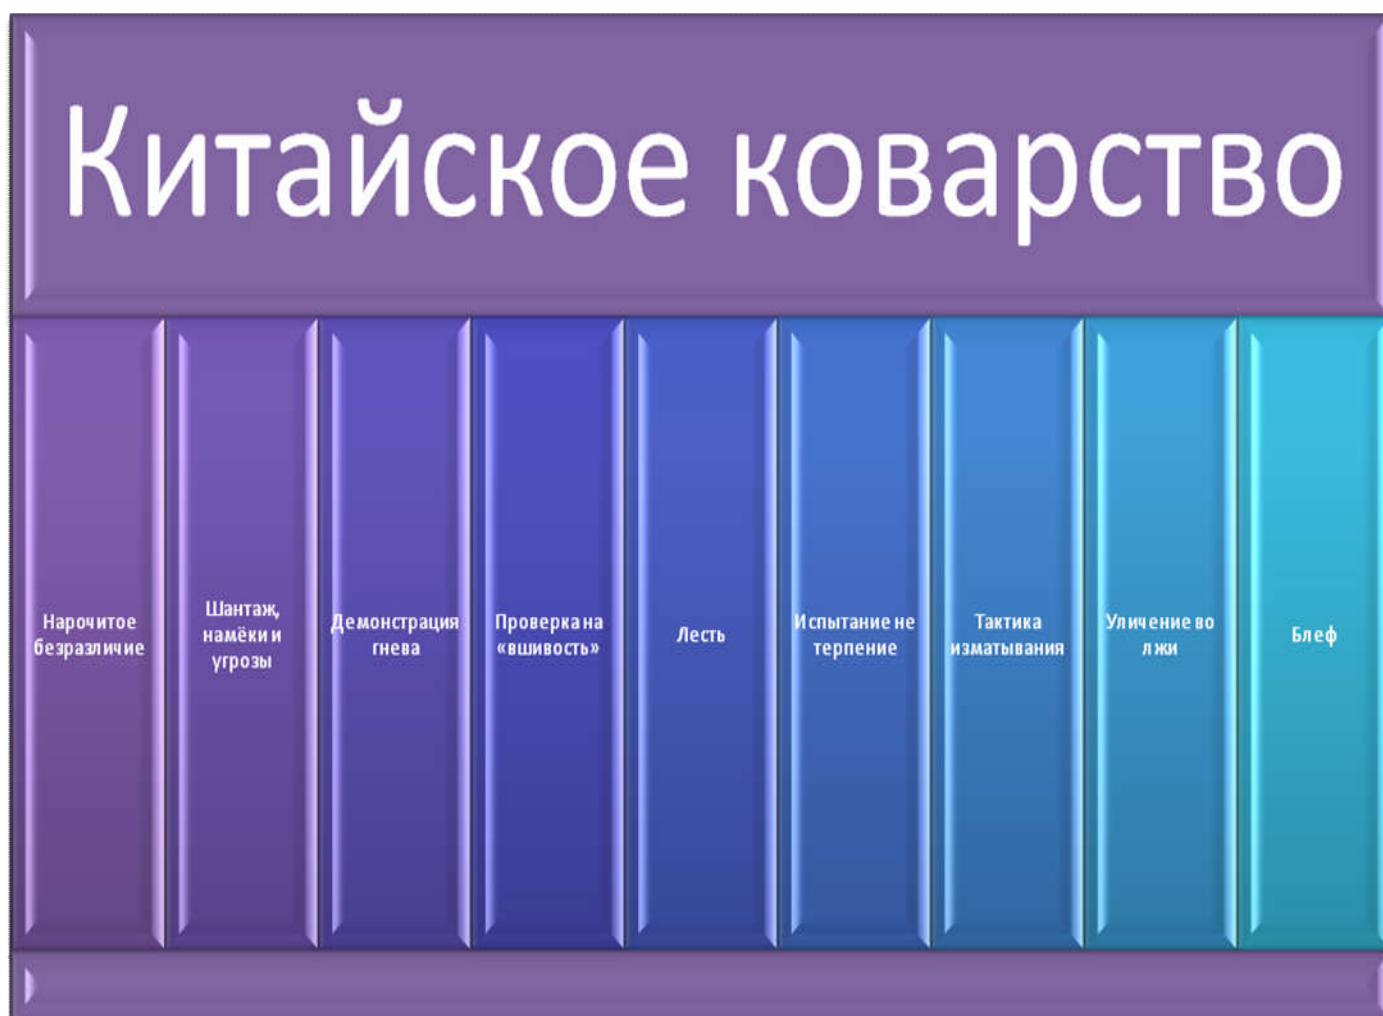 Китайское коварство
Нарочитое
безразличие
Шантаж,
намёки и
угрозы
Демонстрация
гнева
Проверка на
«вшивость»
Лесть
Испытание не
терпение
Тактика
изматывания
Уличение во
лжи
Блеф